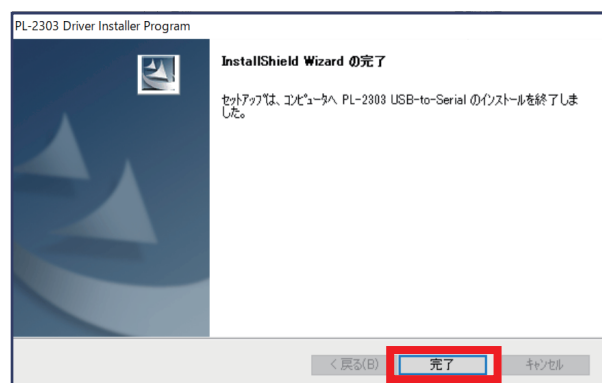 PL-2303 Driver Installer Program
InstallShield Wizard の完了
セットアップは、コンピュータへ PL-2303 USB-to-Serial のインストールを終了しま
した。
< 戻る(B)
完了
キャンセル